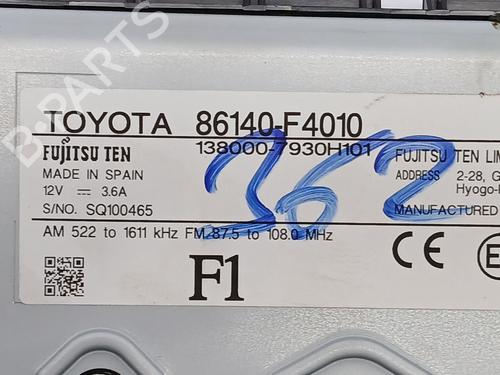 TOYOTA 86140-F4010
FUJITSU TEN 138000-7930H101 FUJITSU TEN LIM
MADE IN SPAIN ADDRESS 2-28, G
12V 3.6A Hyogo-
S/NO. SQ100465 MANUFACTURED
362
AM 522 to 1611 kHz FM 87.5 to 108.0 MHz
F1 CE E
B-PARTS